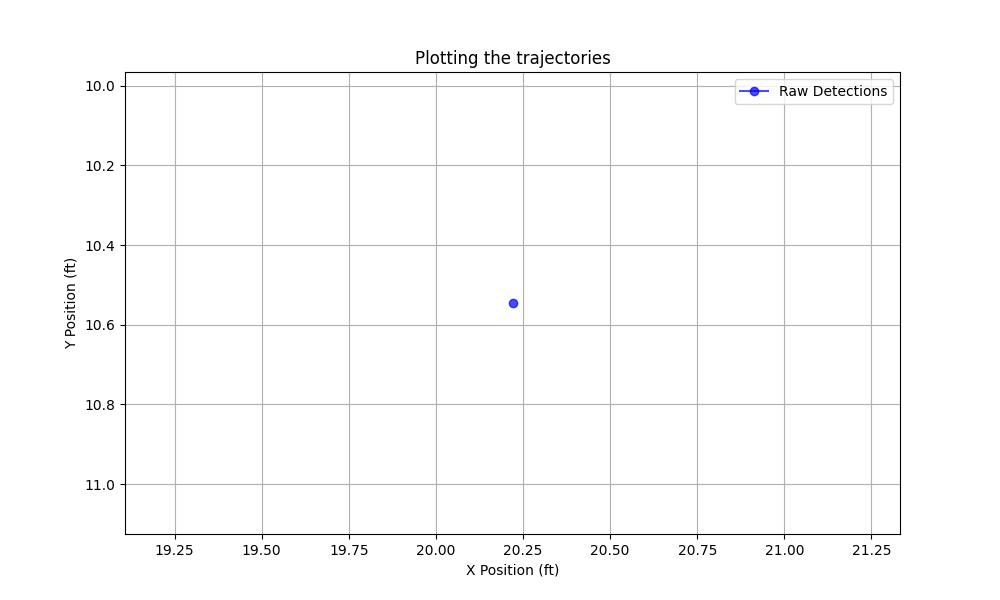 Plotting the trajectories
Raw Detections
Y Position (ft)
10.0
10.2
10.4
10.6
10.8
11.0
19.25 19.50 19.75 20.00 20.25 20.50 20.75 21.00 21.25
X Position (ft)